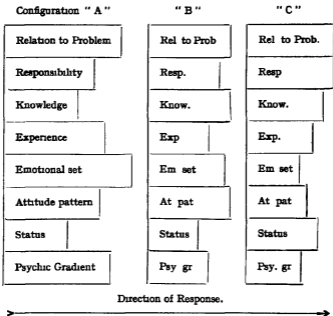 Configuration " A " " B " " C "
Relation to Problem Rel to Prob Rel to Prob.
Responsibility Resp. Resp
Knowledge Know. Know.
Experience Exp Exp.
Emotional set Em set Em set
Attitude pattern At pat At pat
Status Status Status
Psychic Gradient Psy gr Psy. gr
Direction of Response.